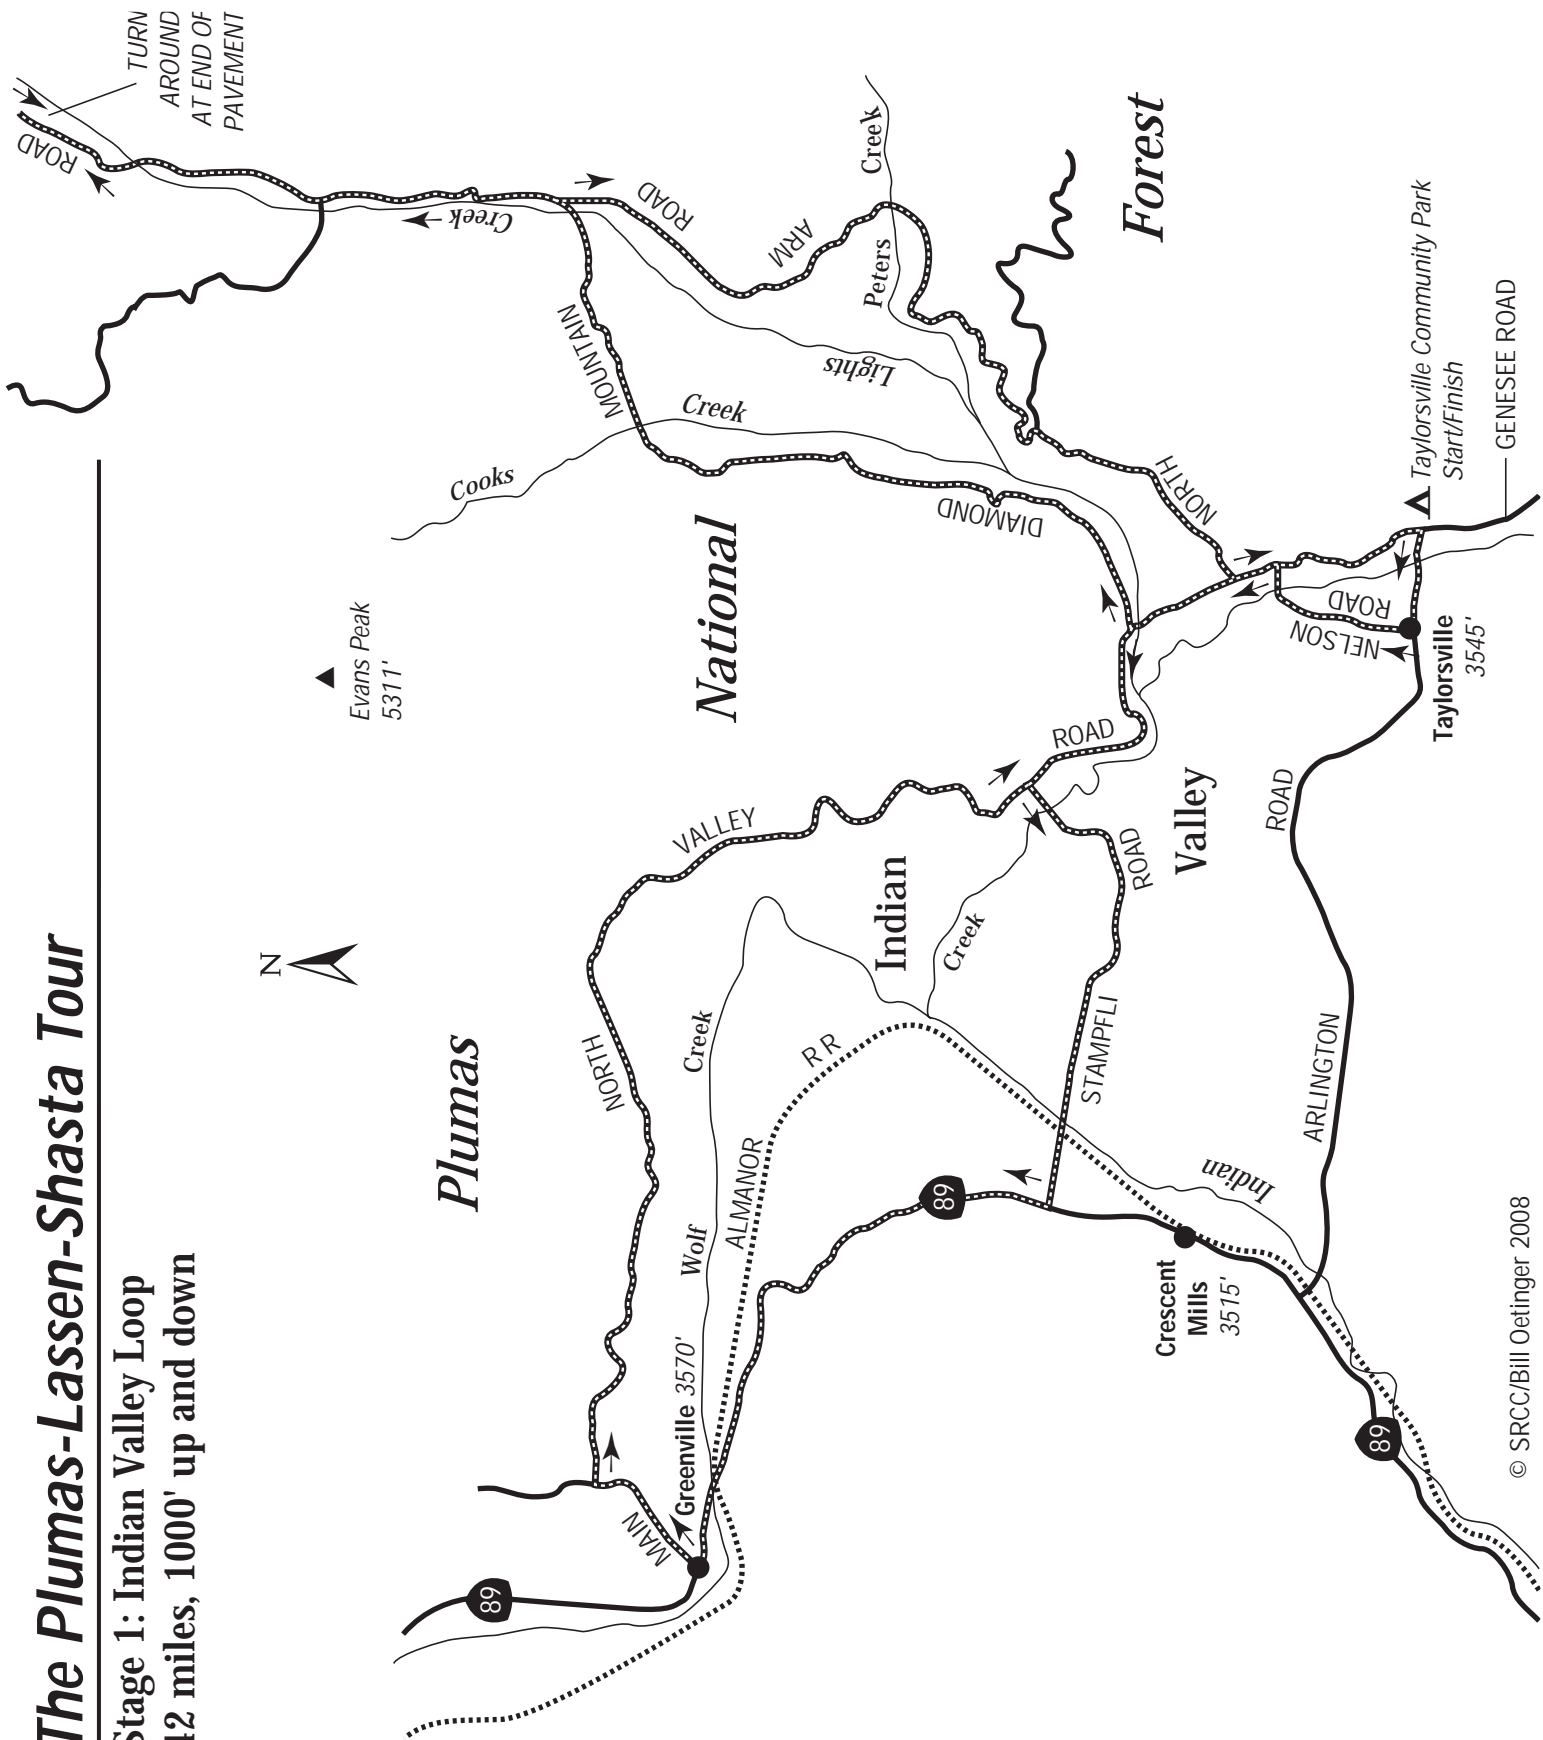 The Plumas-Lassen-Shasta Tour
Stage 1: Indian Valley Loop
42 miles, 1000' up and down
N
Evans Peak
5311'
TURN
AROUND
AT END OF
PAVEMENT
ROAD
Creek
ROAD
ARM
MOUNTAIN
Lights
Creek
Peters
Cooks
Creek
DIAMOND
NORTH
Plumas
National
Forest
89
MAIN
Greenville 3570'
NORTH
VALLEY
ROAD
Wolf
Creek
ALMANOR
R R
Indian
Valley
Creek
89
STAMPFLI
ROAD
Crescent
Mills
3515'
Indian
ARLINGTON
ROAD
NELSON
ROAD
Taylorsville
3545'
Taylorsville Community Park
Start/Finish
GENESEE ROAD
89
© SRCC/Bill Oetinger 2008